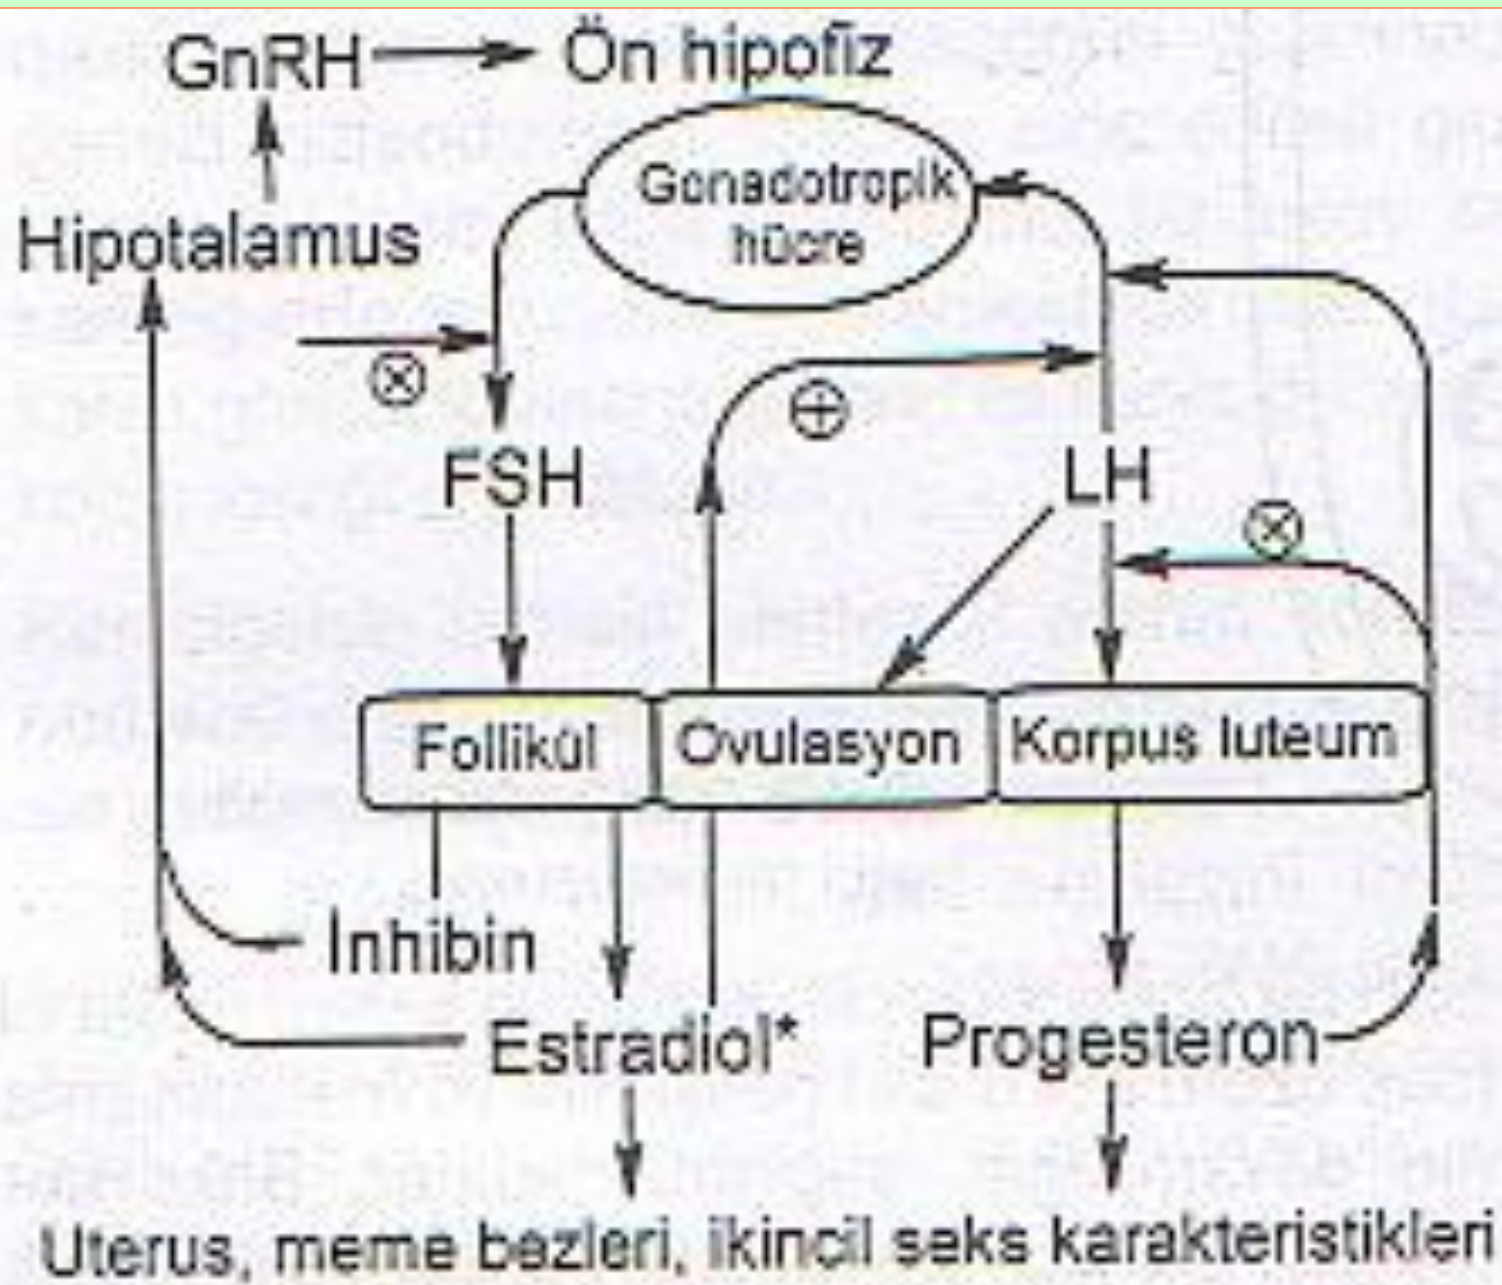 GnRH
Ön hipofiz
Gonadotropik
hücre
Hipotalamus
FSH
LH
Follikül
Ovulasyon
Korpus luteum
İnhibin
Estradiol*
Progesteron
Uterus, meme bezleri, ikincil seks karakteristikleri